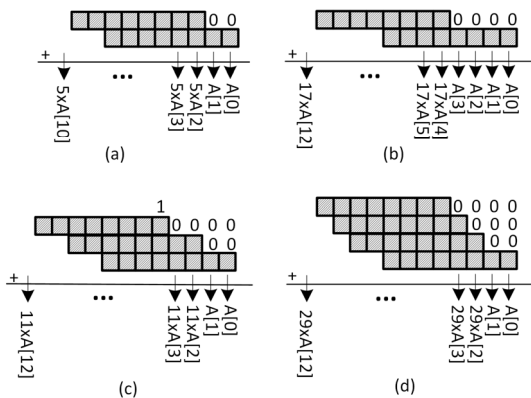 0 0
+
5xA[10]
...
5xA[3]
5xA[2]
A[1]
A[0]
(a)
0 0 0 0
+
17xA[12]
...
17xA[5]
17xA[4]
A[3]
A[2]
A[1]
A[0]
(b)
1
0 0 0 0
0 0
+
11xA[12]
...
11xA[3]
11xA[2]
A[1]
A[0]
(c)
0 0 0 0
0 0 0
0 0
+
29xA[12]
...
29xA[3]
29xA[2]
A[1]
A[0]
(d)